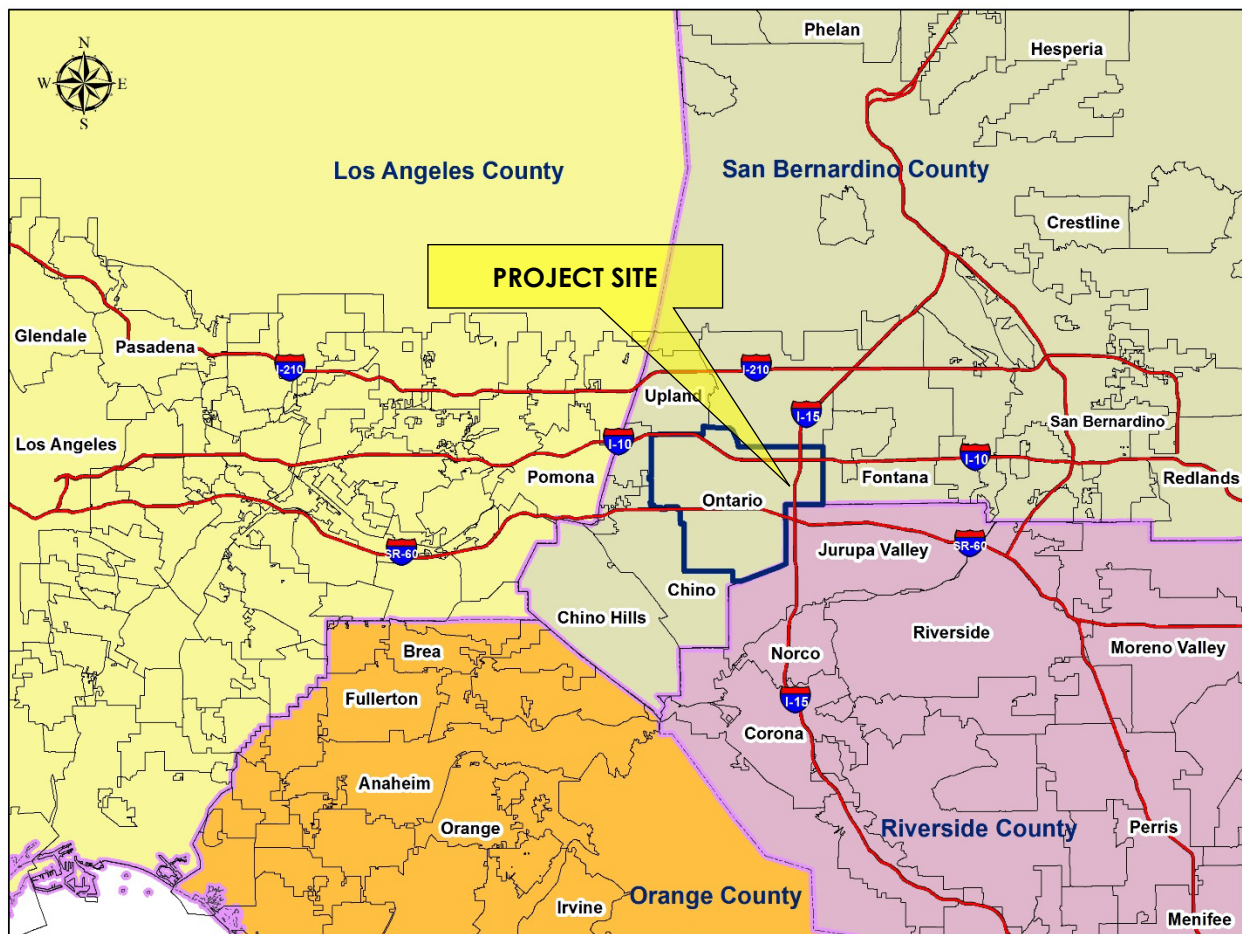 Phelan
Hesperia
N
W E
S
Los Angeles County
San Bernardino County
Crestline
PROJECT SITE
Glendale
Pasadena
I-210
I-210
Upland
I-15
San Bernardino
Los Angeles
I-10
Pomona
Fontana
I-10
Redlands
Ontario
SR-60
Jurupa Valley
SR-60
Chino
Chino Hills
Riverside
Moreno Valley
Brea
Norco
Fullerton
I-15
Corona
Anaheim
Orange
Riverside County
Perris
Orange County
Irvine
Menifee